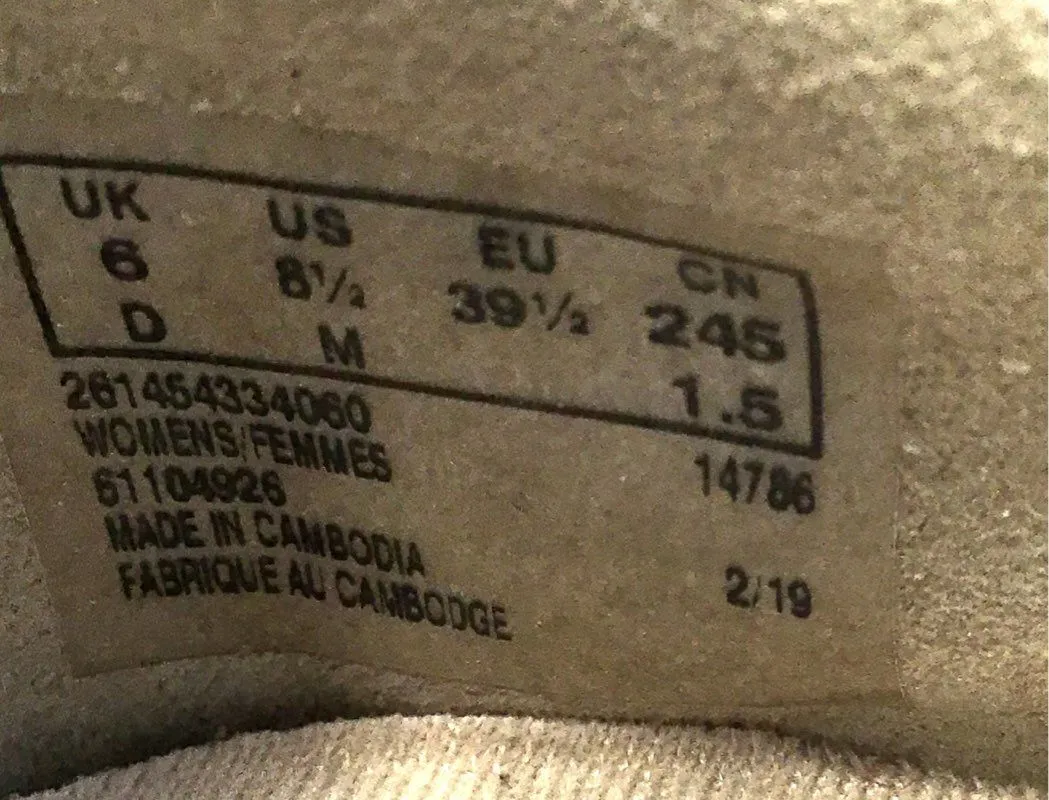 UK US EU CN
6 8½ 39½ 245
D M 1.5
261454334060
WOMENS/FEMMES 14786
61104926
MADE IN CAMBODIA
FABRIQUE AU CAMBODGE 2/19